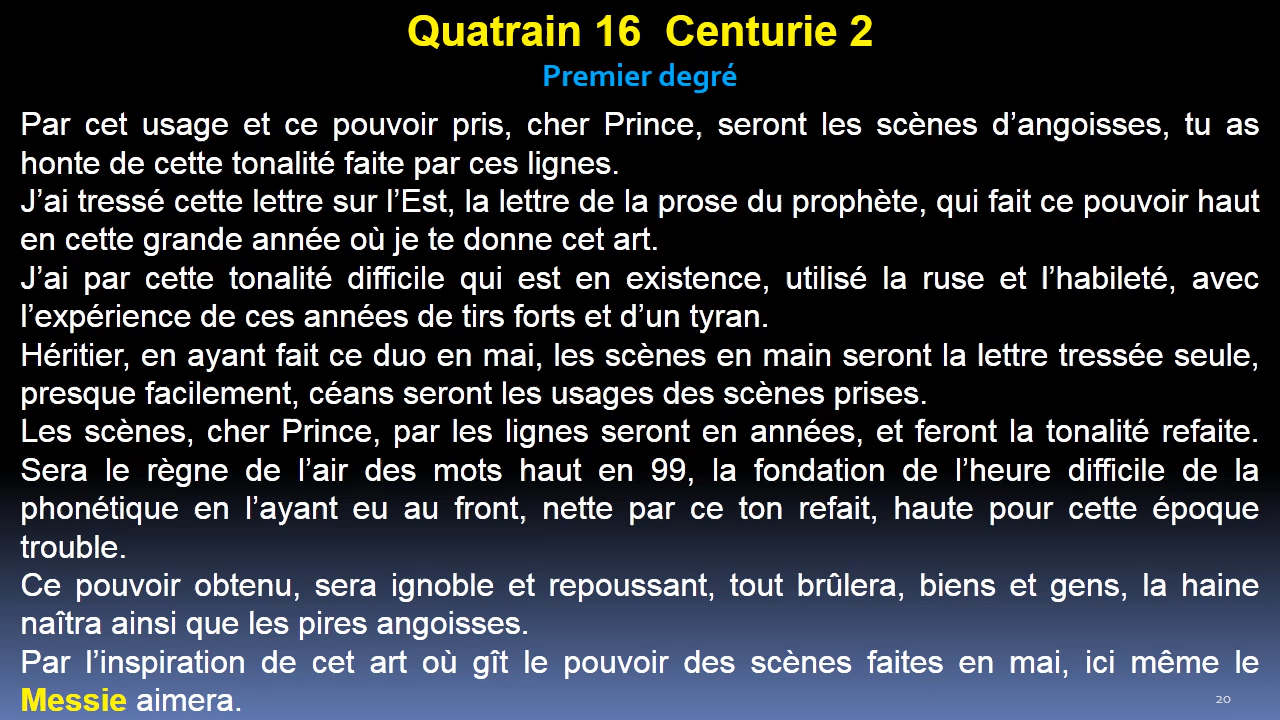 Quatrain 16  Centurie 2
Premier degré
Par cet usage et ce pouvoir pris, cher Prince, seront les scènes d’angoisses, tu as
honte de cette tonalité faite par ces lignes.
J’ai tressé cette lettre sur l’Est, la lettre de la prose du prophète, qui fait ce pouvoir haut
en cette grande année où je te donne cet art.
J’ai par cette tonalité difficile qui est en existence, utilisé la ruse et l’habileté, avec
l’expérience de ces années de tirs forts et d’un tyran.
Héritier, en ayant fait ce duo en mai, les scènes en main seront la lettre tressée seule,
presque facilement, céans seront les usages des scènes prises.
Les scènes, cher Prince, par les lignes seront en années, et feront la tonalité refaite.
Sera le règne de l’air des mots haut en 99, la fondation de l’heure difficile de la
phonétique en l’ayant eu au front, nette par ce ton refait, haute pour cette époque
trouble.
Ce pouvoir obtenu, sera ignoble et repoussant, tout brûlera, biens et gens, la haine
naîtra ainsi que les pires angoisses.
Par l’inspiration de cet art où gît le pouvoir des scènes faites en mai, ici même le
Messie aimera.
20